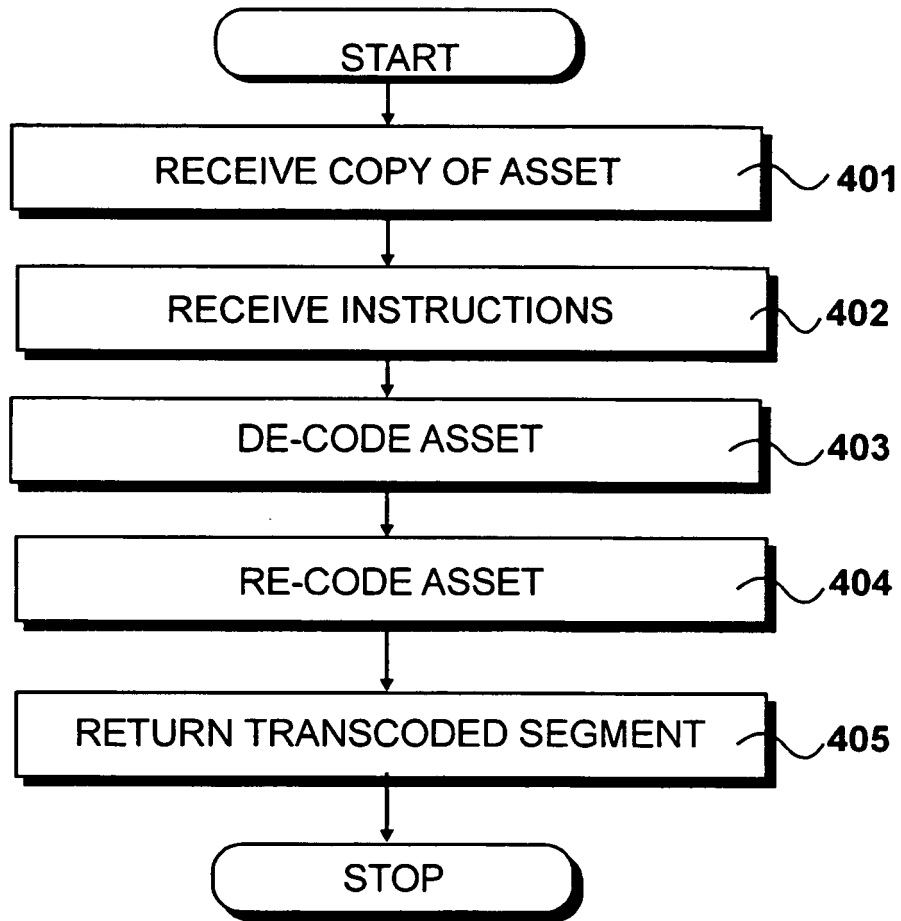 START
RECEIVE COPY OF ASSET 401
RECEIVE INSTRUCTIONS 402
DE-CODE ASSET 403
RE-CODE ASSET 404
RETURN TRANSCODED SEGMENT 405
STOP